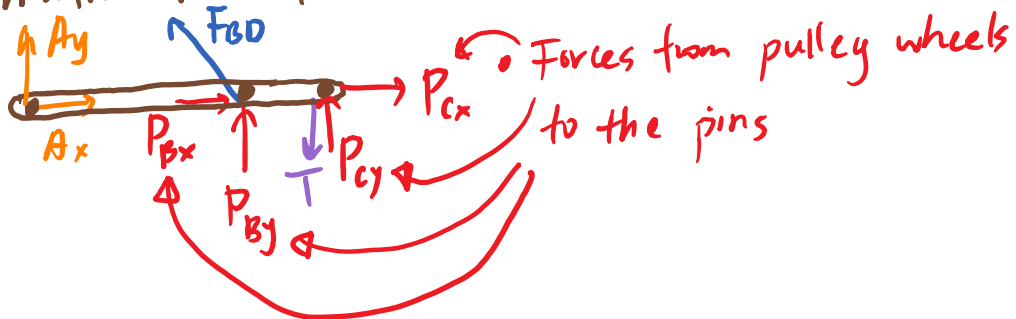 Ay
FBD
Forces from pulley wheels
to the pins
PCx
Ax
PBx
PCy
T
PBy